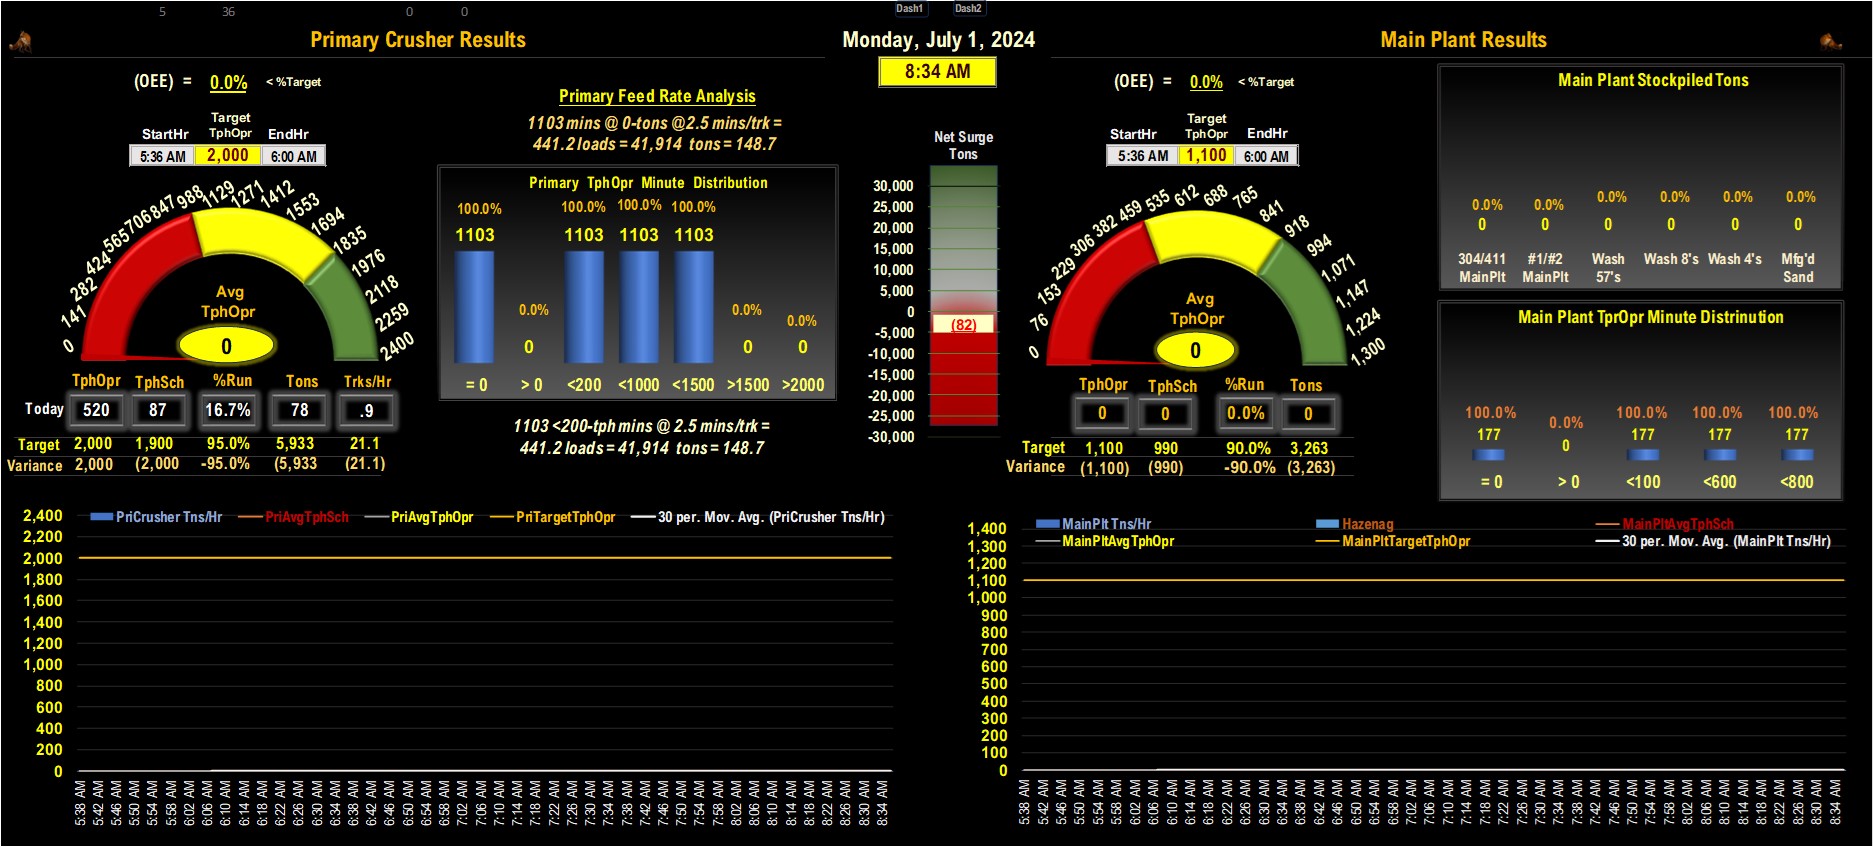 5 36 0 0 Dash1 Dash2
Primary Crusher Results
Monday, July 1, 2024
Main Plant Results
8:34 AM
(OEE) = 0.0% < %Target
Target
StartHr TphOpr EndHr
5:36 AM 2,000 6:00 AM
0 141 282 424 565 706 847 988 1129 1271 1412 1553 1694 1835 1976 2118 2259 2400
Avg
TphOpr
0
TphOpr TphSch %Run Tons Trks/Hr
Today 520 87 16.7% 78 .9
Target 2,000 1,900 95.0% 5,933 21.1
Variance 2,000 (2,000 -95.0% (5,933 (21.1)
Primary Feed Rate Analysis
1103 mins @ 0-tons @2.5 mins/trk =
441.2 loads = 41,914 tons = 148.7
Primary TphOpr Minute Distribution
100.0% 0.0% 100.0% 100.0% 100.0% 0.0% 0.0%
1103 0 1103 1103 1103 0 0
= 0 > 0 <200 <1000 <1500 >1500 >2000
1103 <200-tph mins @ 2.5 mins/trk =
441.2 loads = 41,914 tons = 148.7
Net Surge
Tons
30,000
25,000
20,000
15,000
10,000
5,000
0
-5,000
-10,000
-15,000
-20,000
-25,000
-30,000
(82)
(OEE) = 0.0% < %Target
Target
StartHr TphOpr EndHr
5:36 AM 1,100 6:00 AM
0 76 153 229 306 382 459 535 612 688 765 841 918 994 1,071 1,147 1,224 1,300
Avg
TphOpr
0
TphOpr TphSch %Run Tons
0 0 0.0% 0
Target 1,100 990 90.0% 3,263
Variance (1,100) (990) -90.0% (3,263)
Main Plant Stockpiled Tons
0.0% 0.0% 0.0% 0.0% 0.0% 0.0%
0 0 0 0 0 0
304/411 #1/#2 Wash Wash 8's Wash 4's Mfg'd
MainPlt MainPlt 57's Sand
Main Plant TprOpr Minute Distrinution
100.0% 0.0% 100.0% 100.0% 100.0%
177 0 177 177 177
= 0 > 0 <100 <600 <800
PriCrusher Tns/Hr PriAvgTphSch PriAvgTphOpr PriTargetTphOpr 30 per. Mov. Avg. (PriCrusher Tns/Hr)
2,400
2,200
2,000
1,800
1,600
1,400
1,200
1,000
800
600
400
200
0
5:38 AM 5:42 AM 5:46 AM 5:50 AM 5:54 AM 5:58 AM 6:02 AM 6:06 AM 6:10 AM 6:14 AM 6:18 AM 6:22 AM 6:26 AM 6:30 AM 6:34 AM 6:38 AM 6:42 AM 6:46 AM 6:50 AM 6:54 AM 6:58 AM 7:02 AM 7:06 AM 7:10 AM 7:14 AM 7:18 AM 7:22 AM 7:26 AM 7:30 AM 7:34 AM 7:38 AM 7:42 AM 7:46 AM 7:50 AM 7:54 AM 7:58 AM 8:02 AM 8:06 AM 8:10 AM 8:14 AM 8:18 AM 8:22 AM 8:26 AM 8:30 AM 8:34 AM
MainPlt Tns/Hr Hazenag MainPltAvgTphSch
MainPltAvgTphOpr MainPltTargetTphOpr 30 per. Mov. Avg. (MainPlt Tns/Hr)
1,400
1,300
1,200
1,100
1,000
900
800
700
600
500
400
300
200
100
0
5:38 AM 5:42 AM 5:46 AM 5:50 AM 5:54 AM 5:58 AM 6:02 AM 6:06 AM 6:10 AM 6:14 AM 6:18 AM 6:22 AM 6:26 AM 6:30 AM 6:34 AM 6:38 AM 6:42 AM 6:46 AM 6:50 AM 6:54 AM 6:58 AM 7:02 AM 7:06 AM 7:10 AM 7:14 AM 7:18 AM 7:22 AM 7:26 AM 7:30 AM 7:34 AM 7:38 AM 7:42 AM 7:46 AM 7:50 AM 7:54 AM 7:58 AM 8:02 AM 8:06 AM 8:10 AM 8:14 AM 8:18 AM 8:22 AM 8:26 AM 8:30 AM 8:34 AM